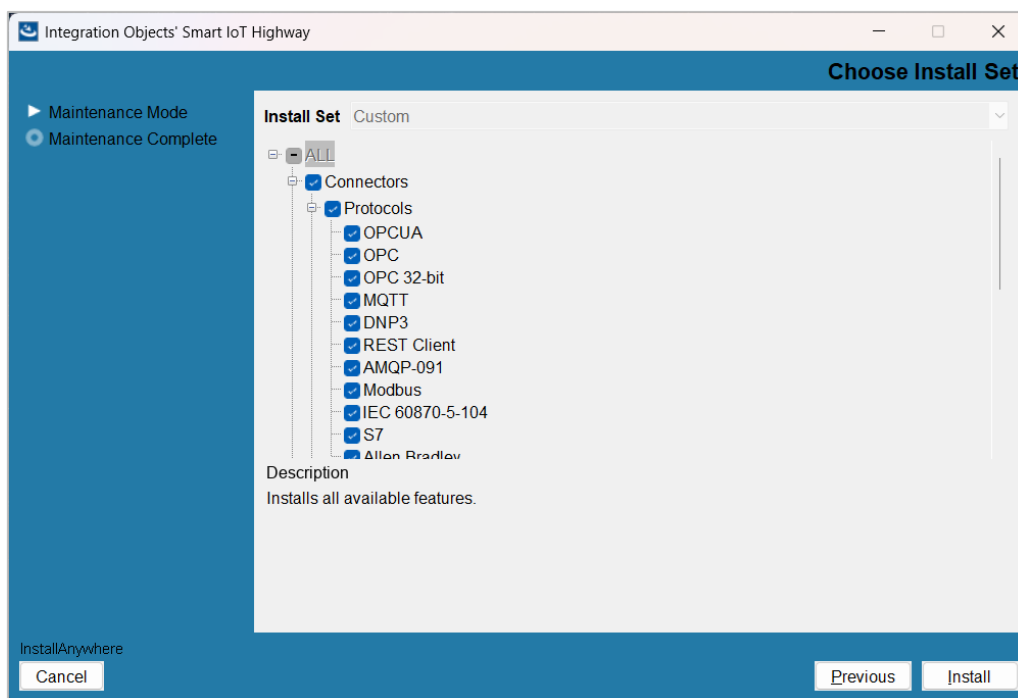 Integration Objects' Smart IoT Highway
Choose Install Set
Maintenance Mode
Maintenance Complete
Install Set Custom
ALL
Connectors
Protocols
OPCUA
OPC
OPC 32-bit
MQTT
DNP3
REST Client
AMQP-091
Modbus
IEC 60870-5-104
S7
Allen Bradley
Description
Installs all available features.
InstallAnywhere
Cancel
Previous
Install